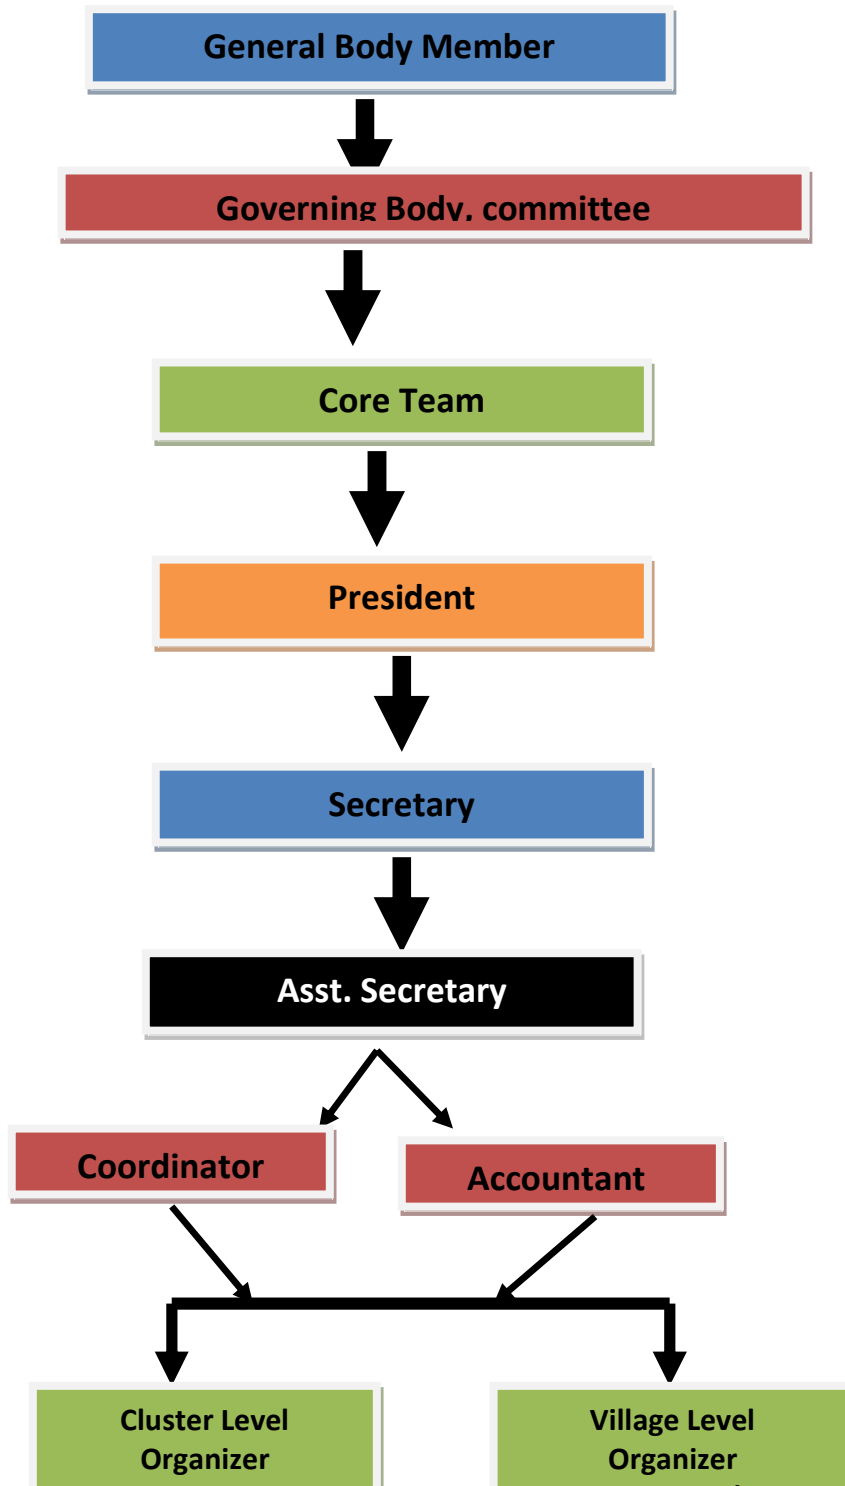 General Body Member
Governing Body, committee
Core Team
President
Secretary
Asst. Secretary
Coordinator
Accountant
Cluster Level
Organizer
Village Level
Organizer